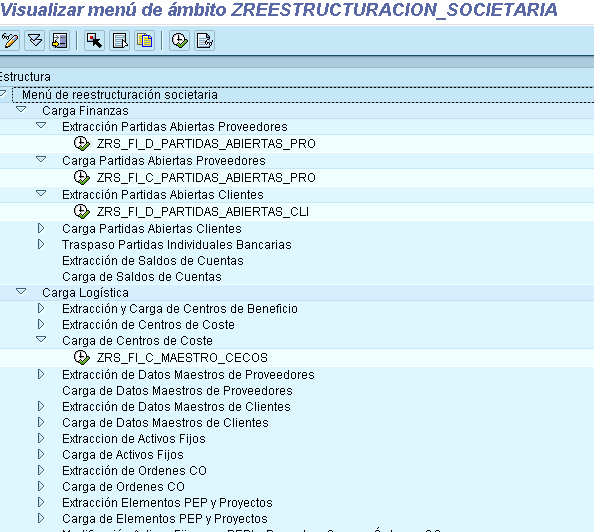 Visualizar menú de ámbito ZREESTRUCTURACION_SOCIETARIA
Estructura
Menú de reestructuración societaria
Carga Finanzas
Extracción Partidas Abiertas Proveedores
ZRS_FI_D_PARTIDAS_ABIERTAS_PRO
Carga Partidas Abiertas Proveedores
ZRS_FI_C_PARTIDAS_ABIERTAS_PRO
Extracción Partidas Abiertas Clientes
ZRS_FI_D_PARTIDAS_ABIERTAS_CLI
Carga Partidas Abiertas Clientes
Traspaso Partidas Individuales Bancarias
Extracción de Saldos de Cuentas
Carga de Saldos de Cuentas
Carga Logística
Extracción y Carga de Centros de Beneficio
Extracción de Centros de Coste
Carga de Centros de Coste
ZRS_FI_C_MAESTRO_CECOS
Extracción de Datos Maestros de Proveedores
Carga de Datos Maestros de Proveedores
Extracción de Datos Maestros de Clientes
Carga de Datos Maestros de Clientes
Extraccion de Activos Fijos
Carga de Activos Fijos
Extracción de Ordenes CO
Carga de Ordenes CO
Extracción Elementos PEP y Proyectos
Carga de Elementos PEP y Proyectos